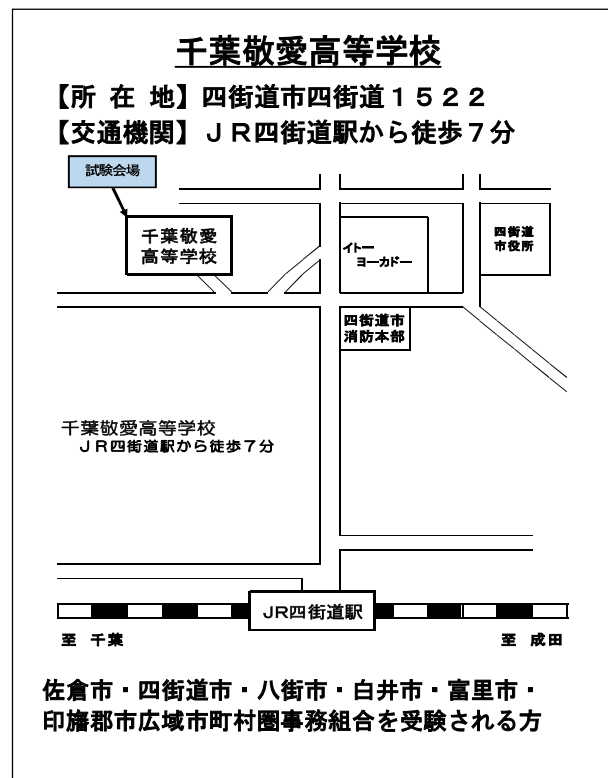 千葉敬愛高等学校
【所 在 地】四街道市四街道１５２２
【交通機関】ＪＲ四街道駅から徒歩７分
試験会場
千葉敬愛
高等学校
イトー
ヨーカドー
四街道
市役所
四街道市
消防本部
千葉敬愛高等学校
ＪＲ四街道駅から徒歩７分
JR四街道駅
至 千葉
至 成田
佐倉市・四街道市・八街市・白井市・富里市・
印旛郡市広域市町村圏事務組合を受験される方